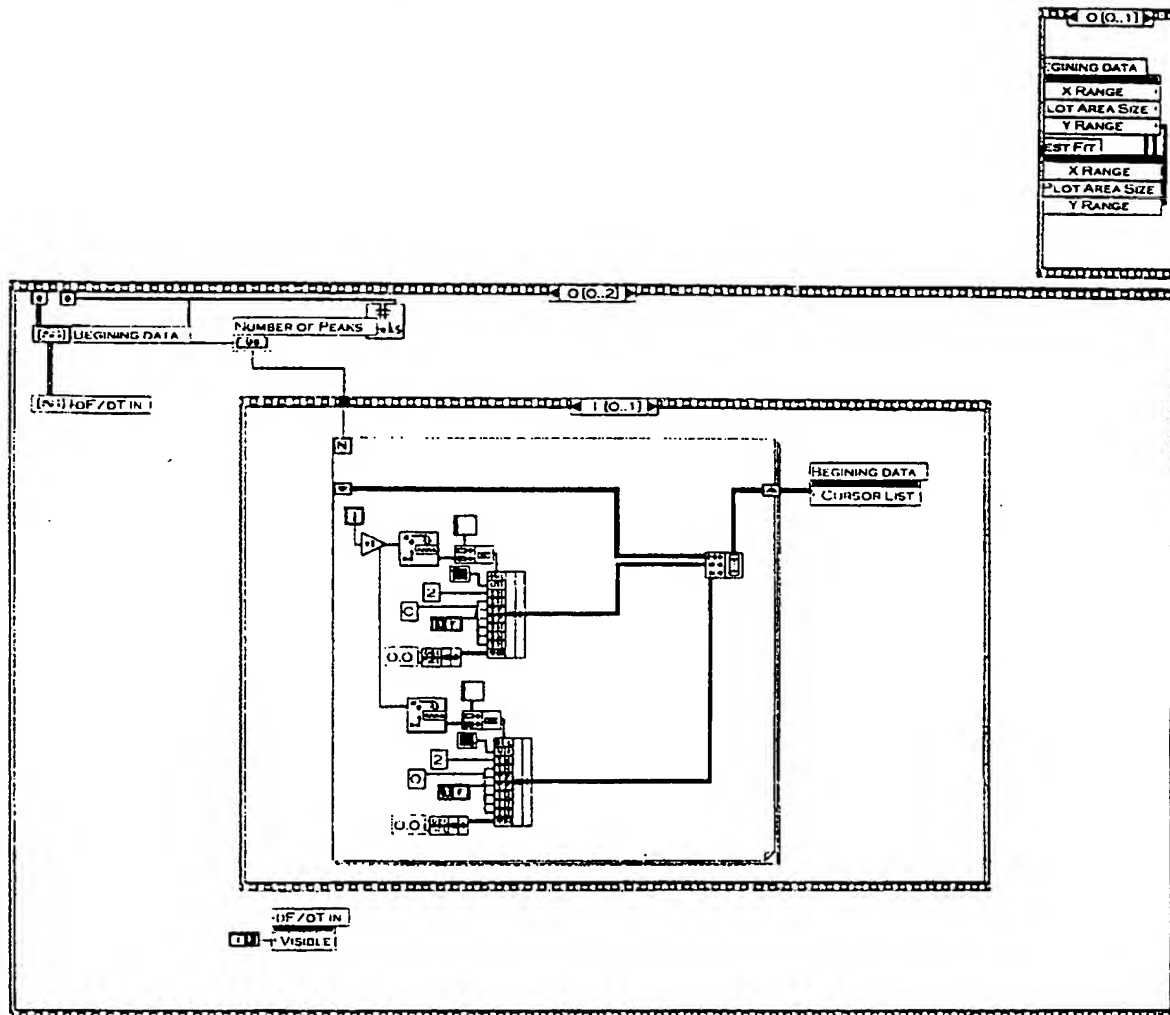 0 [0..1]
EGINING DATA
X RANGE
LOT AREA SIZE
Y RANGE
EST FIT
X RANGE
PLOT AREA SIZE
Y RANGE
0 [0..2]
#
NUMBER OF PEAKS
BEGINING DATA
DF/DT IN
1 [0..1]
N
BEGINING DATA
CURSOR LIST
2
0
F
0.0
2
0
F
0.0
DF/DT IN
VISIBLE